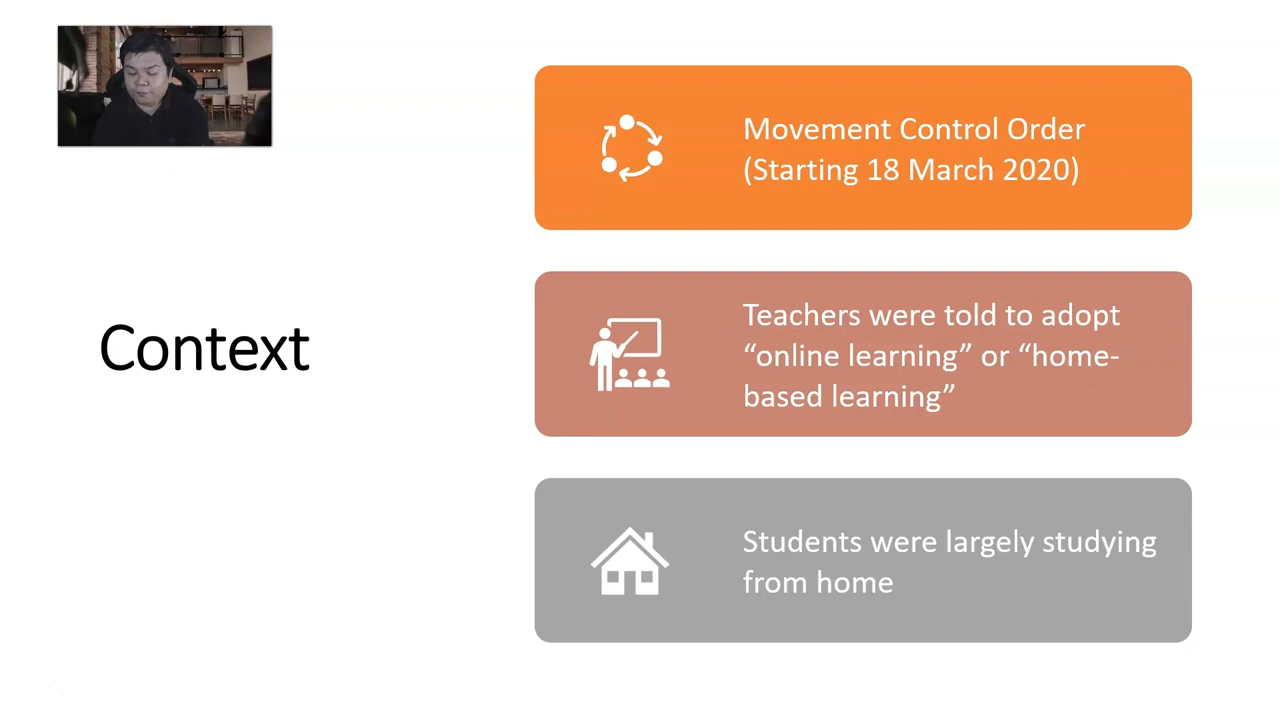 Context
Movement Control Order
(Starting 18 March 2020)
Teachers were told to adopt
“online learning” or “home-
based learning”
Students were largely studying
from home